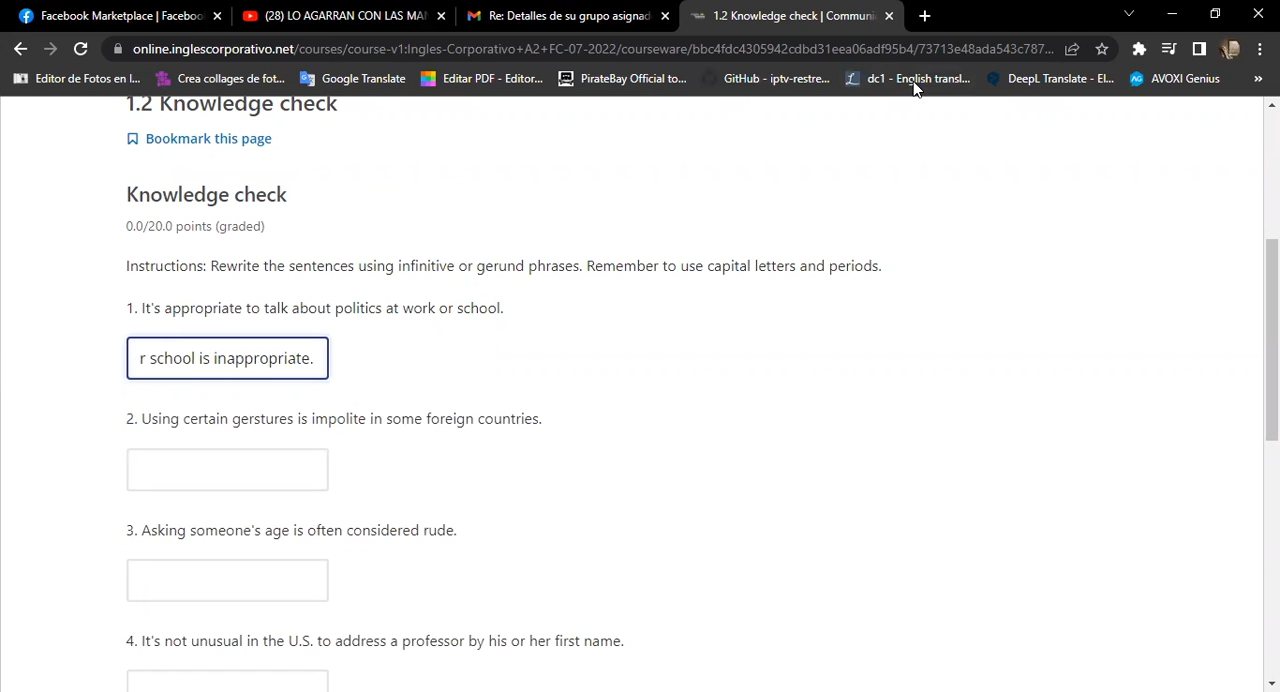 Facebook Marketplace | Facebo
(28) LO AGARRAN CON LAS MAN
Re: Detalles de su grupo asignad
1.2 Knowledge check | Commun
online.inglescorporativo.net/courses/course-v1:Ingles-Corporativo+A2+FC-07-2022/courseware/bbc4fdc4305942cdbd31eea06adf95b4/73713e48ada543c787...
Editor de Fotos en l...
Crea collages de fot...
Google Translate
Editar PDF - Editor...
PirateBay Official to...
GitHub - iptv-restre...
dc1 - English transl...
DeepL Translate - El...
AVOXI Genius
»
1.2 Knowledge check
Bookmark this page
Knowledge check
0.0/20.0 points (graded)
Instructions: Rewrite the sentences using infinitive or gerund phrases. Remember to use capital letters and periods.
1. It's appropriate to talk about politics at work or school.
r school is inappropriate.
2. Using certain gerstures is impolite in some foreign countries.
3. Asking someone's age is often considered rude.
4. It's not unusual in the U.S. to address a professor by his or her first name.